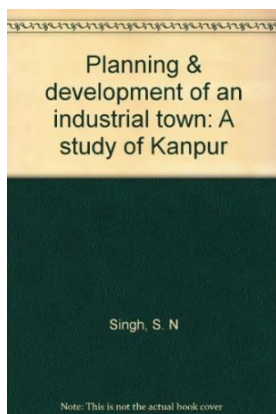 Planning &
development of an
industrial town: A
study of Kanpur
Singh, S. N
Note: This is not the actual book cover